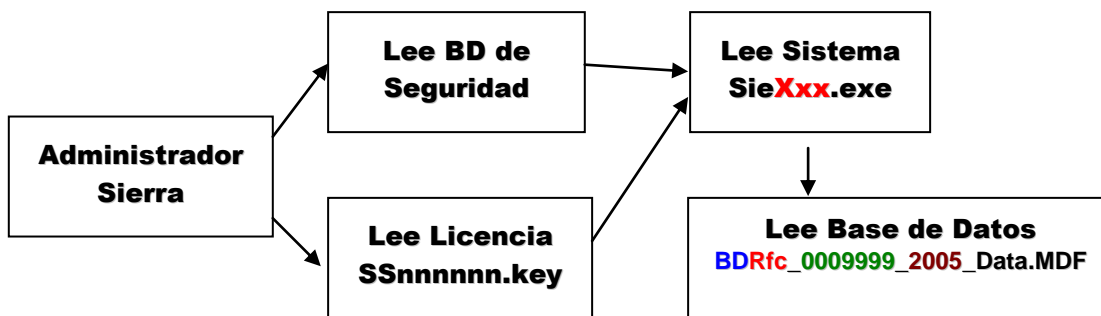 Administrador
Sierra
Lee BD de
Seguridad
Lee Licencia
SSnnnnnn.key
Lee Sistema
SieXxx.exe
Lee Base de Datos
BDRfc_0009999_2005_Data.MDF